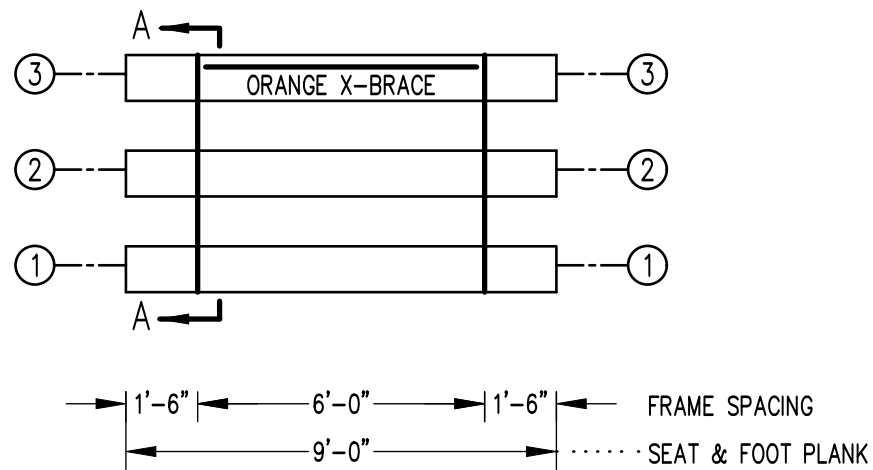 A
3 3
ORANGE X-BRACE
2 2
1 1
A
1'-6" 6'-0" 1'-6" FRAME SPACING
9'-0" SEAT & FOOT PLANK